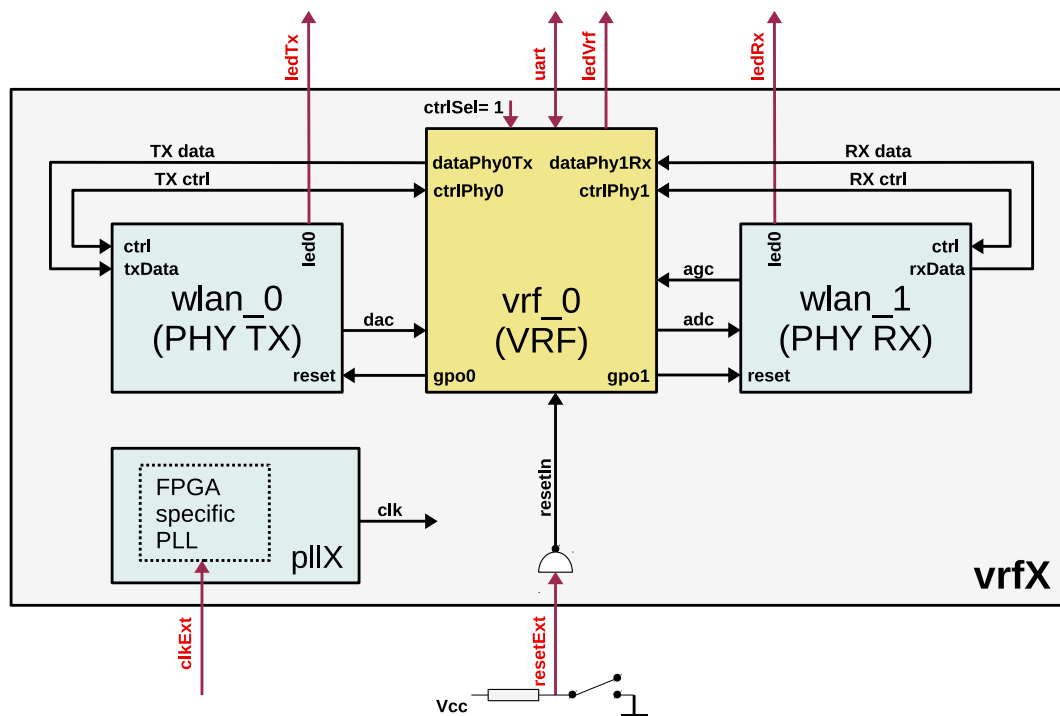 ledTx
uart
ledVrf
ledRx
ctrlSel= 1
TX data
dataPhy0Tx
dataPhy1Rx
RX data
TX ctrl
ctrlPhy0
ctrlPhy1
RX ctrl
ctrl
led0
txData
wlan_0
(PHY TX)
reset
dac
vrf_0
(VRF)
gpo0
gpo1
agc
adc
led0
ctrl
rxData
wlan_1
(PHY RX)
reset
FPGA
specific
PLL
pllX
clk
resetIn
vrfX
clkExt
resetExt
Vcc